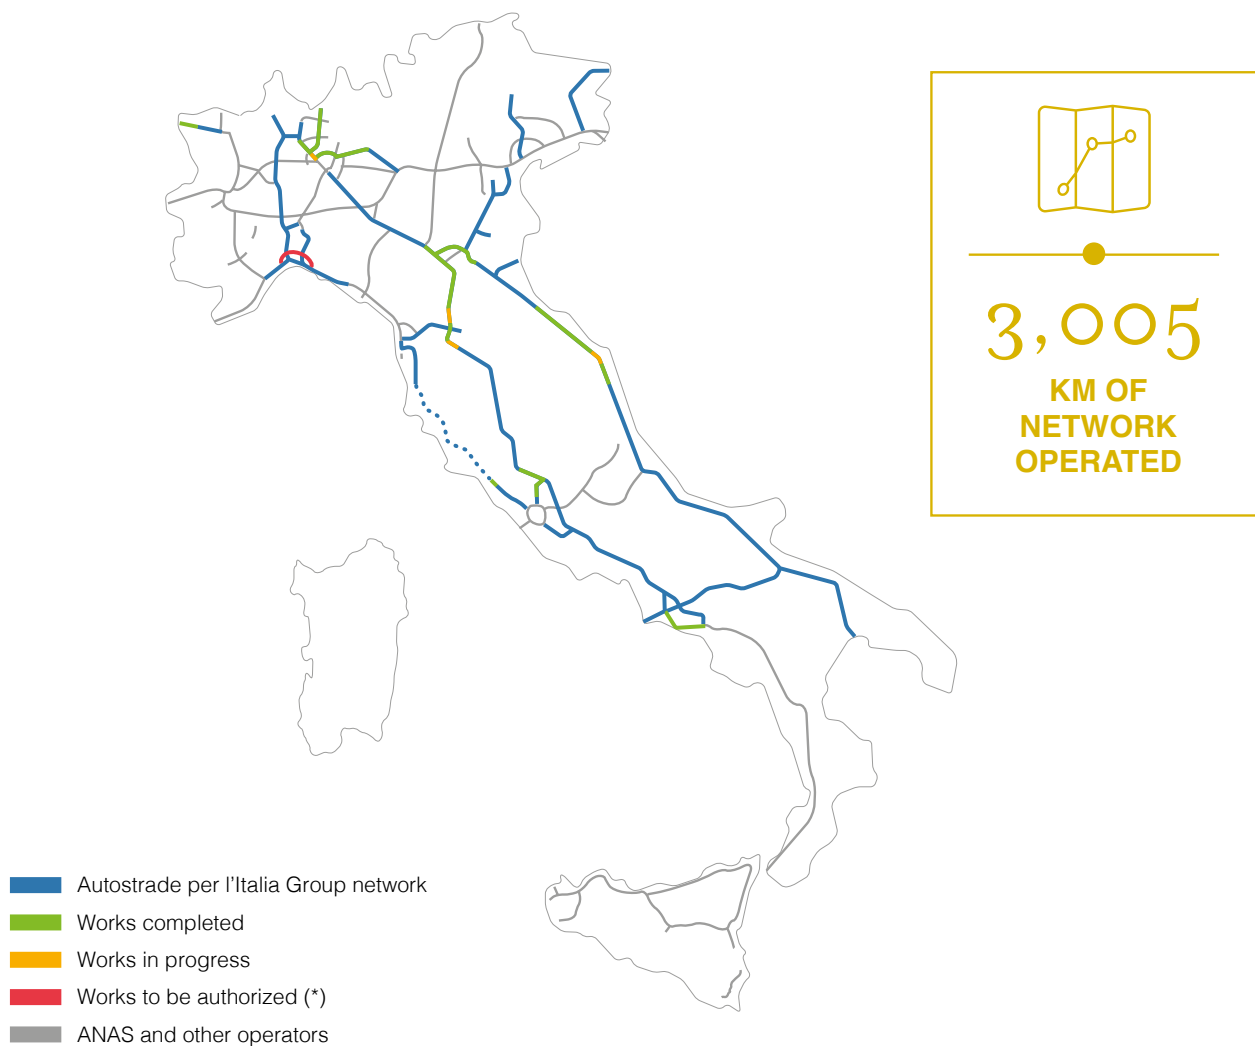 3,005
KM OF
NETWORK
OPERATED
Autostrade per l’Italia Group network
Works completed
Works in progress
Works to be authorized (*)
ANAS and other operators